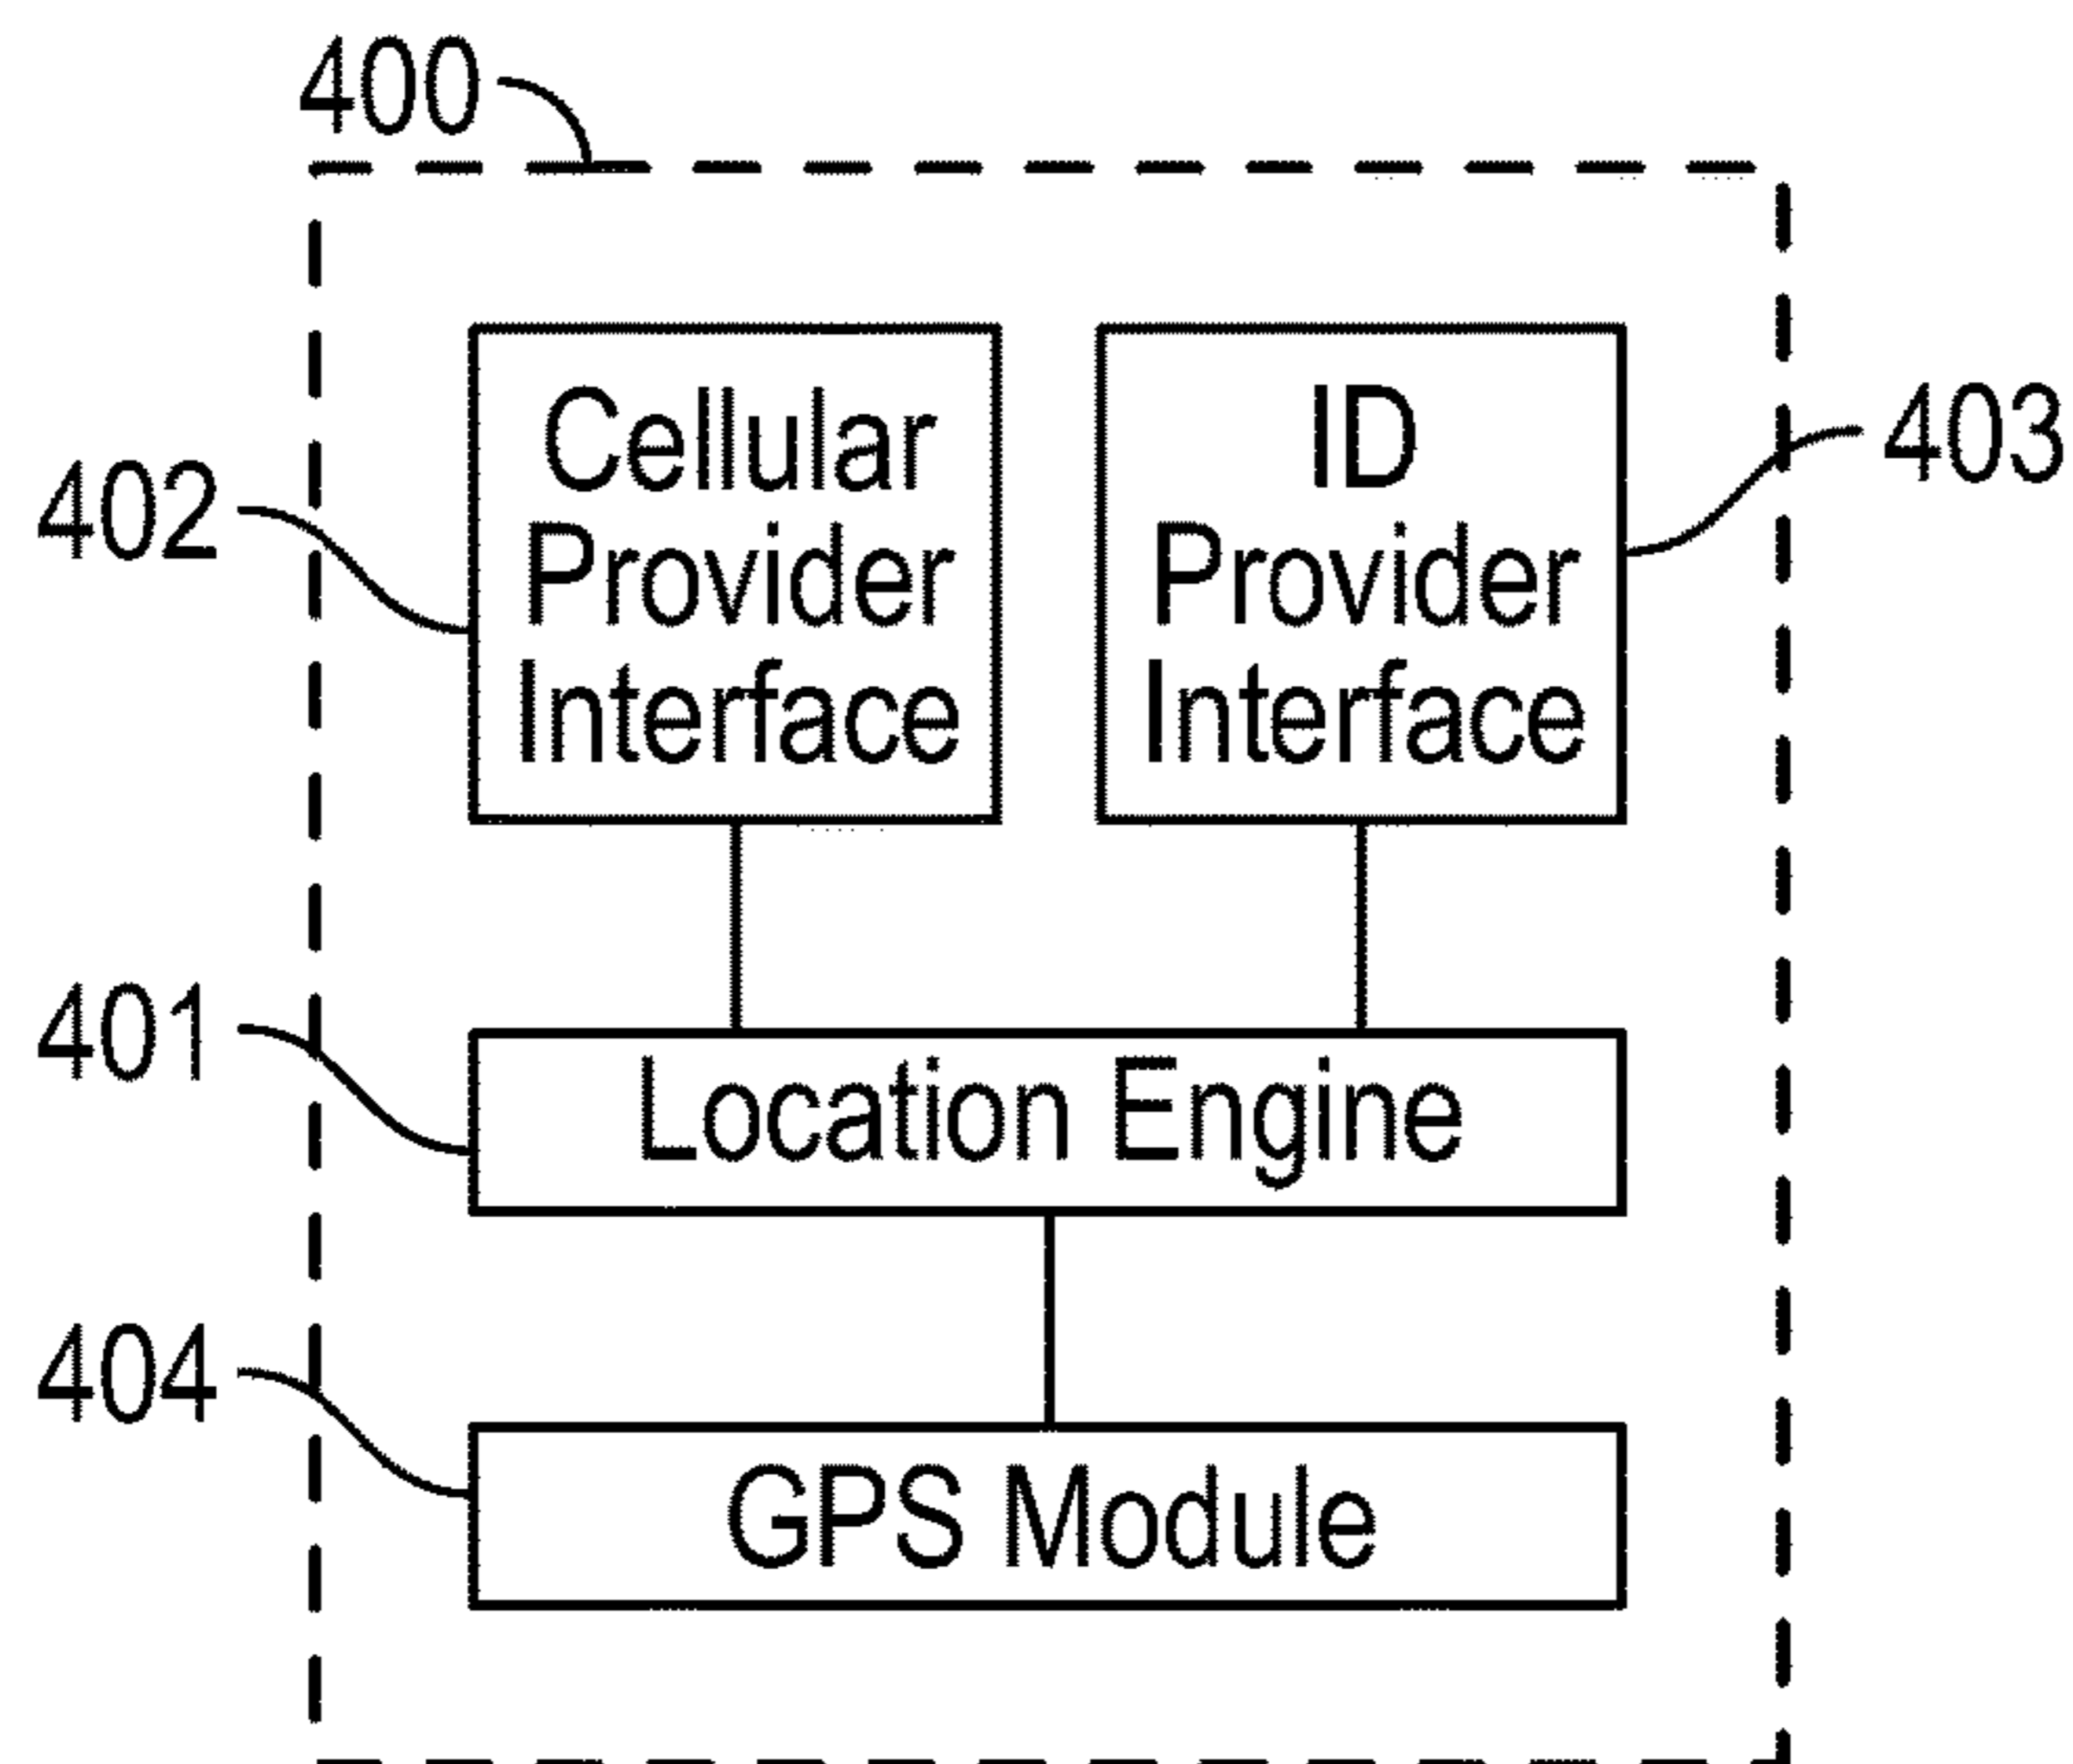 400
Cellular
Provider
Interface
ID
Provider
Interface
403
402
401
Location Engine
404
GPS Module